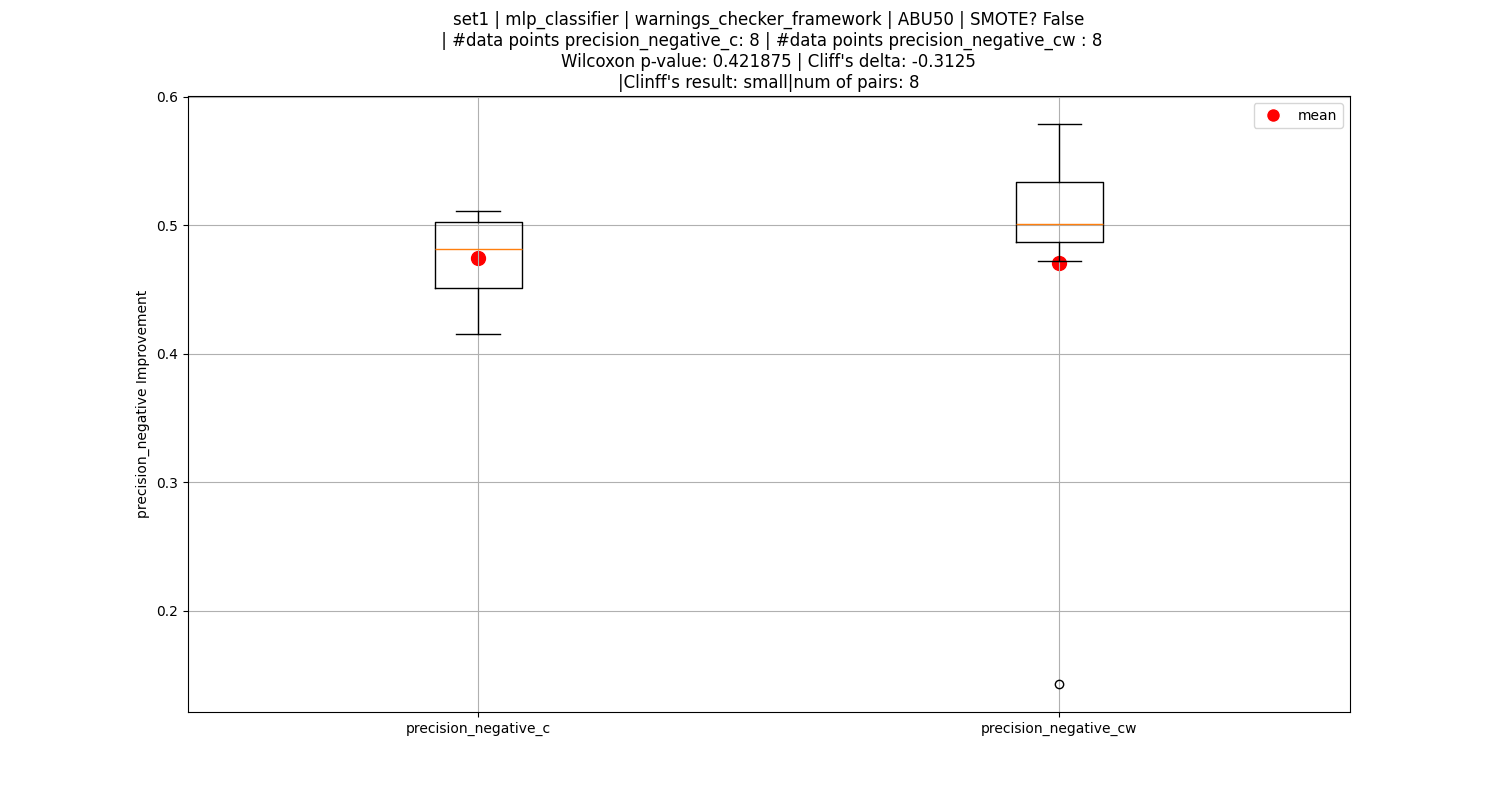 set1 | mlp_classifier | warnings_checker_framework | ABU50 | SMOTE? False
| #data points precision_negative_c: 8 | #data points precision_negative_cw : 8
Wilcoxon p-value: 0.421875 | Cliff's delta: -0.3125
|Clinff's result: small|num of pairs: 8
mean
0.6
0.5
0.4
0.3
0.2
precision_negative Improvement
precision_negative_c
precision_negative_cw